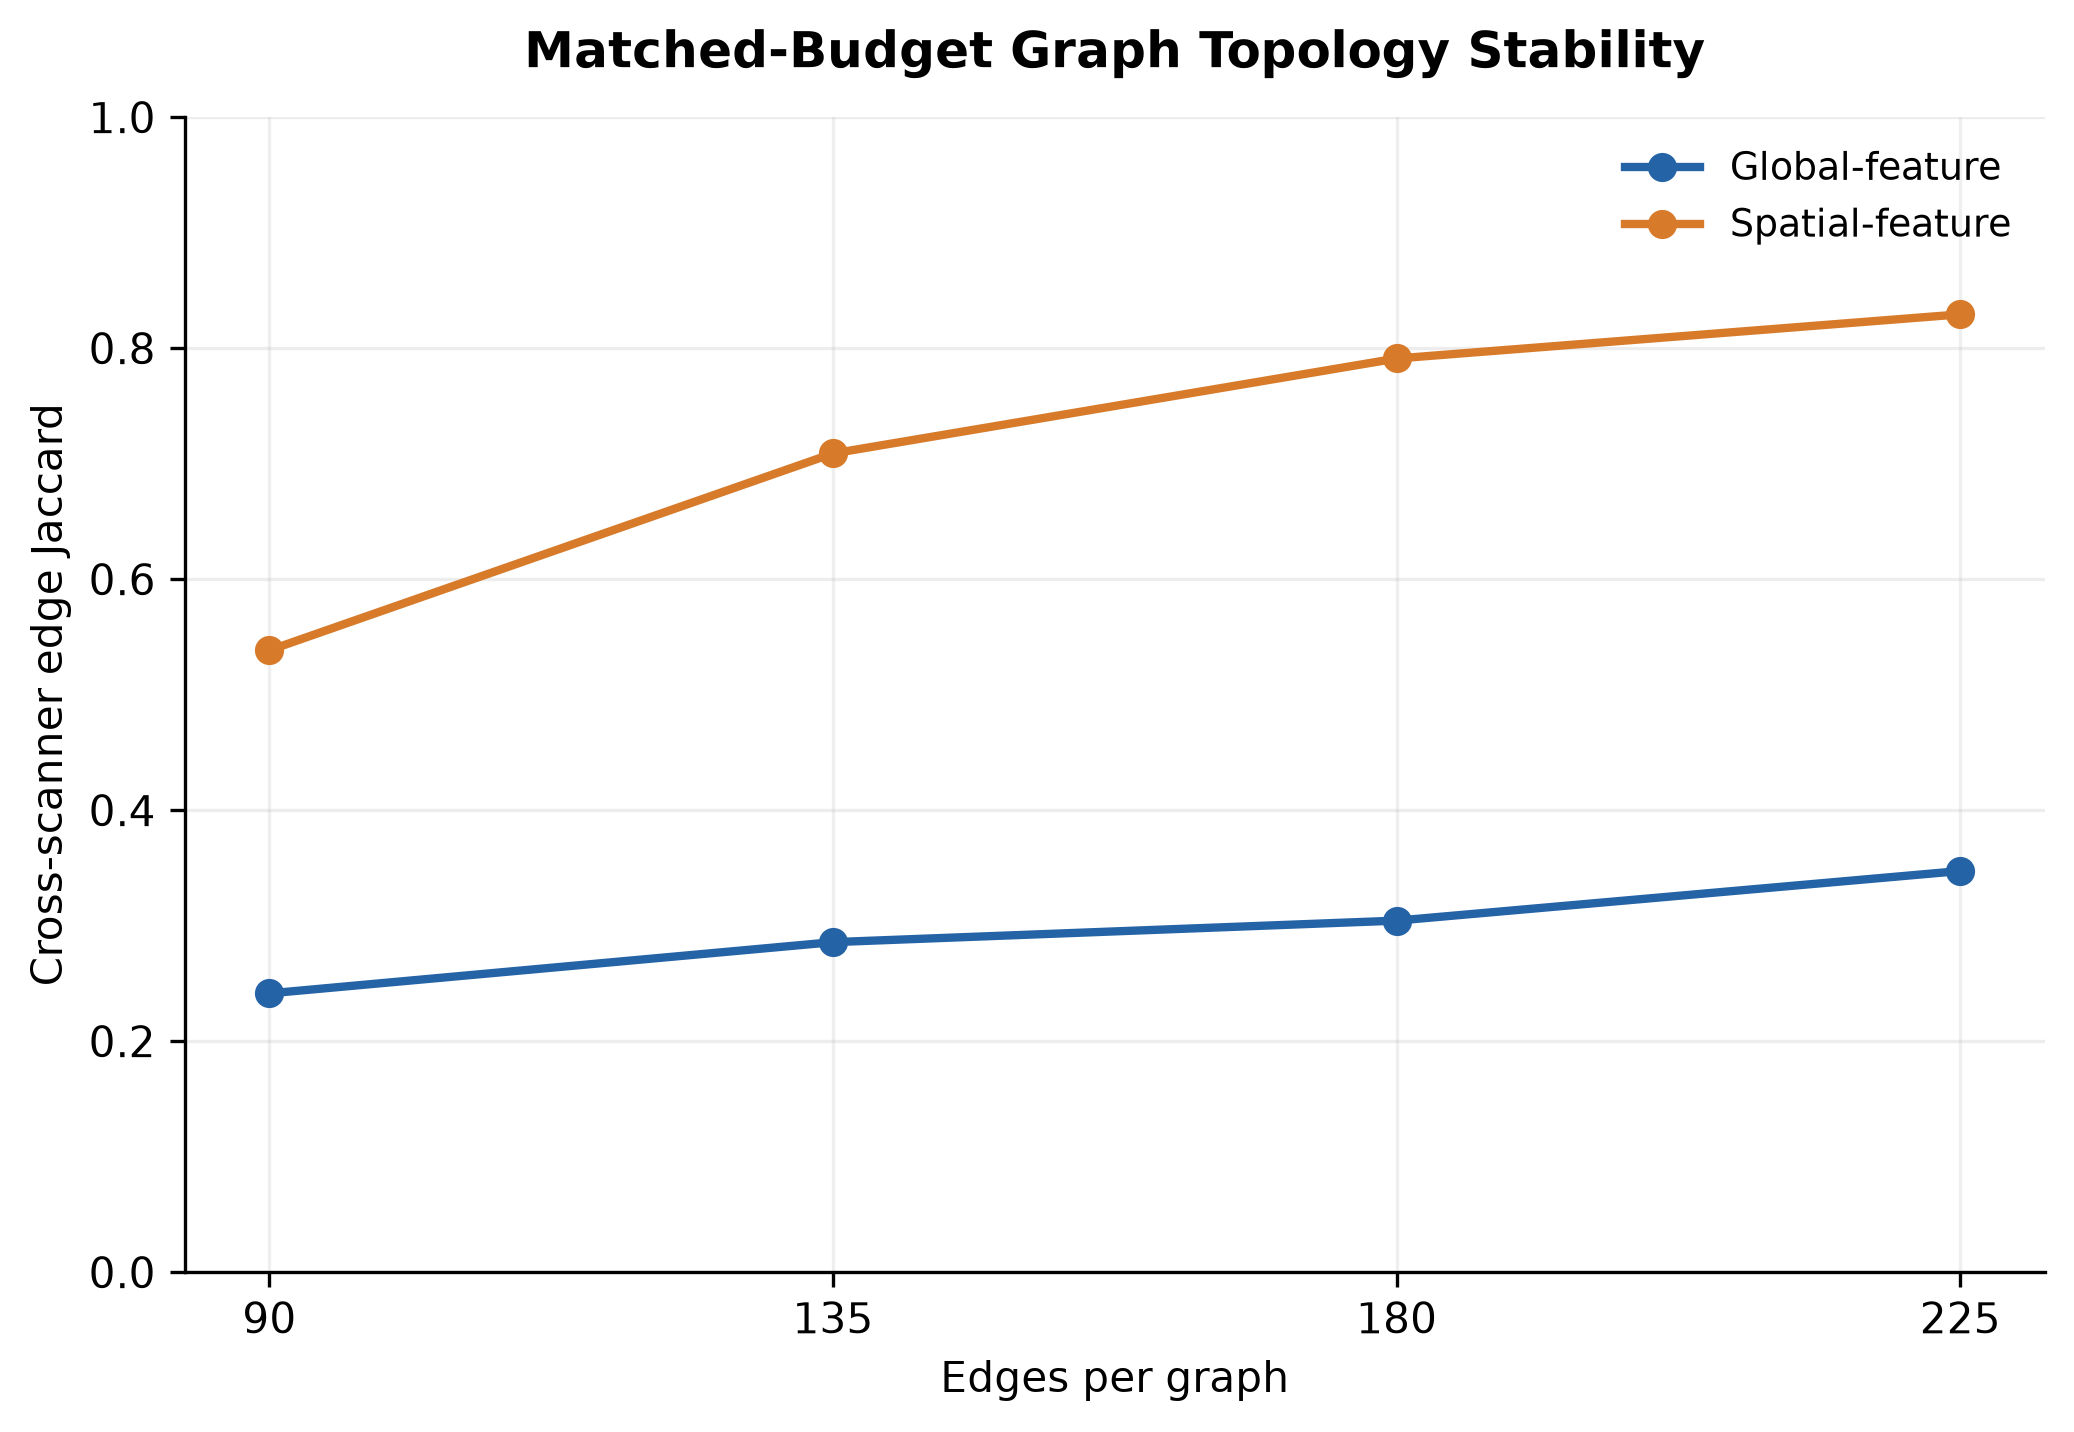 Matched-Budget Graph Topology Stability
1.0
0.8
0.6
0.4
0.2
0.0
Cross-scanner edge Jaccard
Global-feature
Spatial-feature
90 135 180 225
Edges per graph